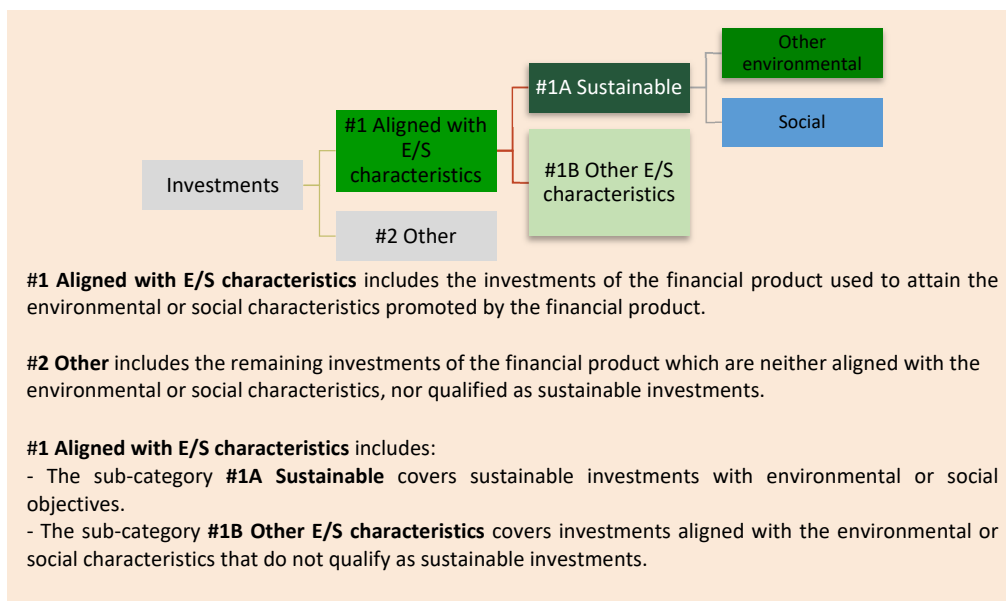 Other
environmental
#1A Sustainable
Social
#1 Aligned with
E/S
characteristics
#1B Other E/S
characteristics
Investments
#2 Other
#1 Aligned with E/S characteristics includes the investments of the financial product used to attain the
environmental or social characteristics promoted by the financial product.
#2 Other includes the remaining investments of the financial product which are neither aligned with the
environmental or social characteristics, nor qualified as sustainable investments.
#1 Aligned with E/S characteristics includes:
- The sub-category #1A Sustainable covers sustainable investments with environmental or social
objectives.
- The sub-category #1B Other E/S characteristics covers investments aligned with the environmental or
social characteristics that do not qualify as sustainable investments.